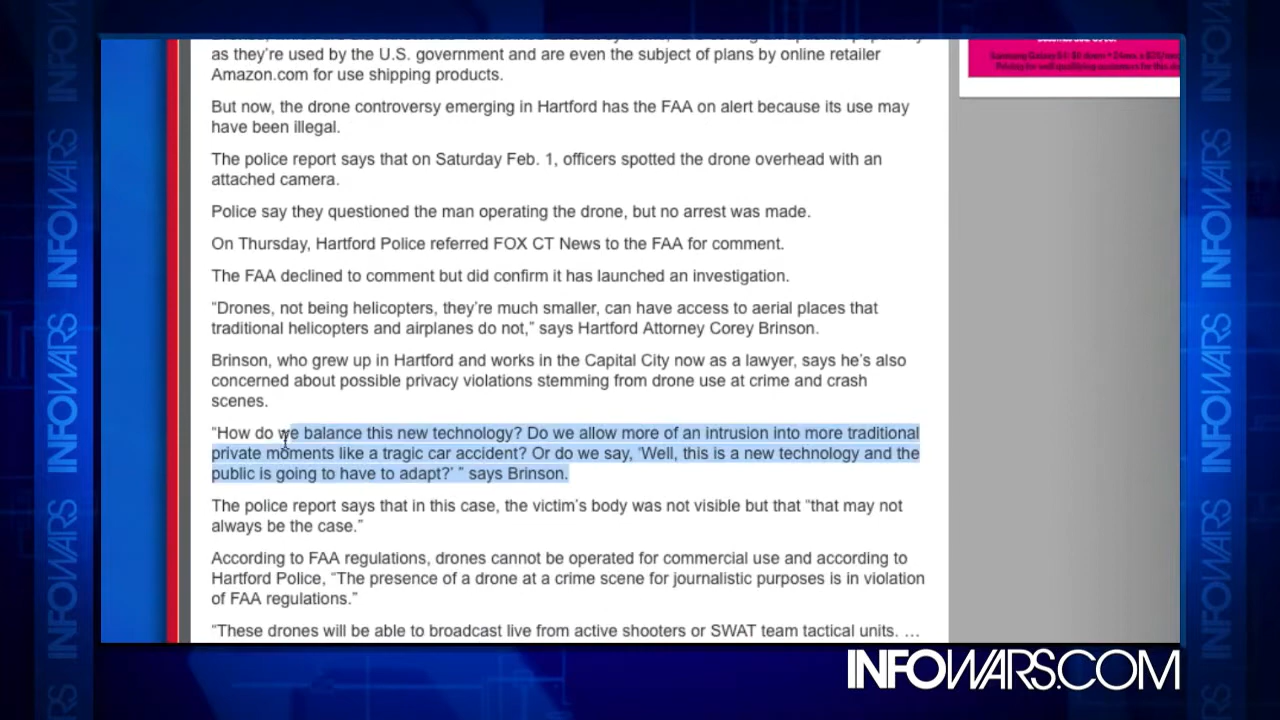 as they're used by the U.S. government and are even the subject of plans by online retailer
Amazon.com for use shipping products.
But now, the drone controversy emerging in Hartford has the FAA on alert because its use may
have been illegal.
The police report says that on Saturday Feb. 1, officers spotted the drone overhead with an
attached camera.
Police say they questioned the man operating the drone, but no arrest was made.
On Thursday, Hartford Police referred FOX CT News to the FAA for comment.
The FAA declined to comment but did confirm it has launched an investigation.
“Drones, not being helicopters, they're much smaller, can have access to aerial places that
traditional helicopters and airplanes do not,” says Hartford Attorney Corey Brinson.
Brinson, who grew up in Hartford and works in the Capital City now as a lawyer, says he's also
concerned about possible privacy violations stemming from drone use at crime and crash
scenes.
“How do we balance this new technology? Do we allow more of an intrusion into more traditional
private moments like a tragic car accident? Or do we say, ‘Well, this is a new technology and the
public is going to have to adapt?’ ” says Brinson.
The police report says that in this case, the victim's body was not visible but that “that may not
always be the case.”
According to FAA regulations, drones cannot be operated for commercial use and according to
Hartford Police, “The presence of a drone at a crime scene for journalistic purposes is in violation
of FAA regulations.”
“These drones will be able to broadcast live from active shooters or SWAT team tactical units. …
INFOWARS.COM
INFOWARS
INFOWARS
INFOWARS
INFOWARS
INFOWARS
INFOWARS